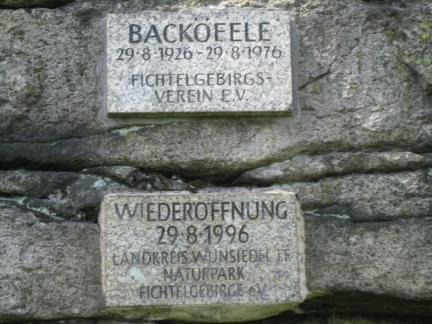 BACKÖFELE
29·8·1926-29·8·1976
FICHTELGEBIRGS-
VEREIN E.V.
WIEDERÖFFNUNG
29·8·1996
LANDKREIS WUNSIEDEL I.F.
NATURPARK
FICHTELGEBIRGE e.V.